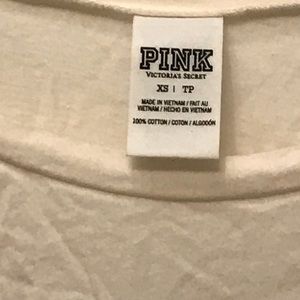 PINK
VICTORIA'S SECRET
XS | TP
MADE IN VIETNAM / FAIT AU
VIETNAM / HECHO EN VIETNAM
100% COTTON / COTON / ALGODÓN